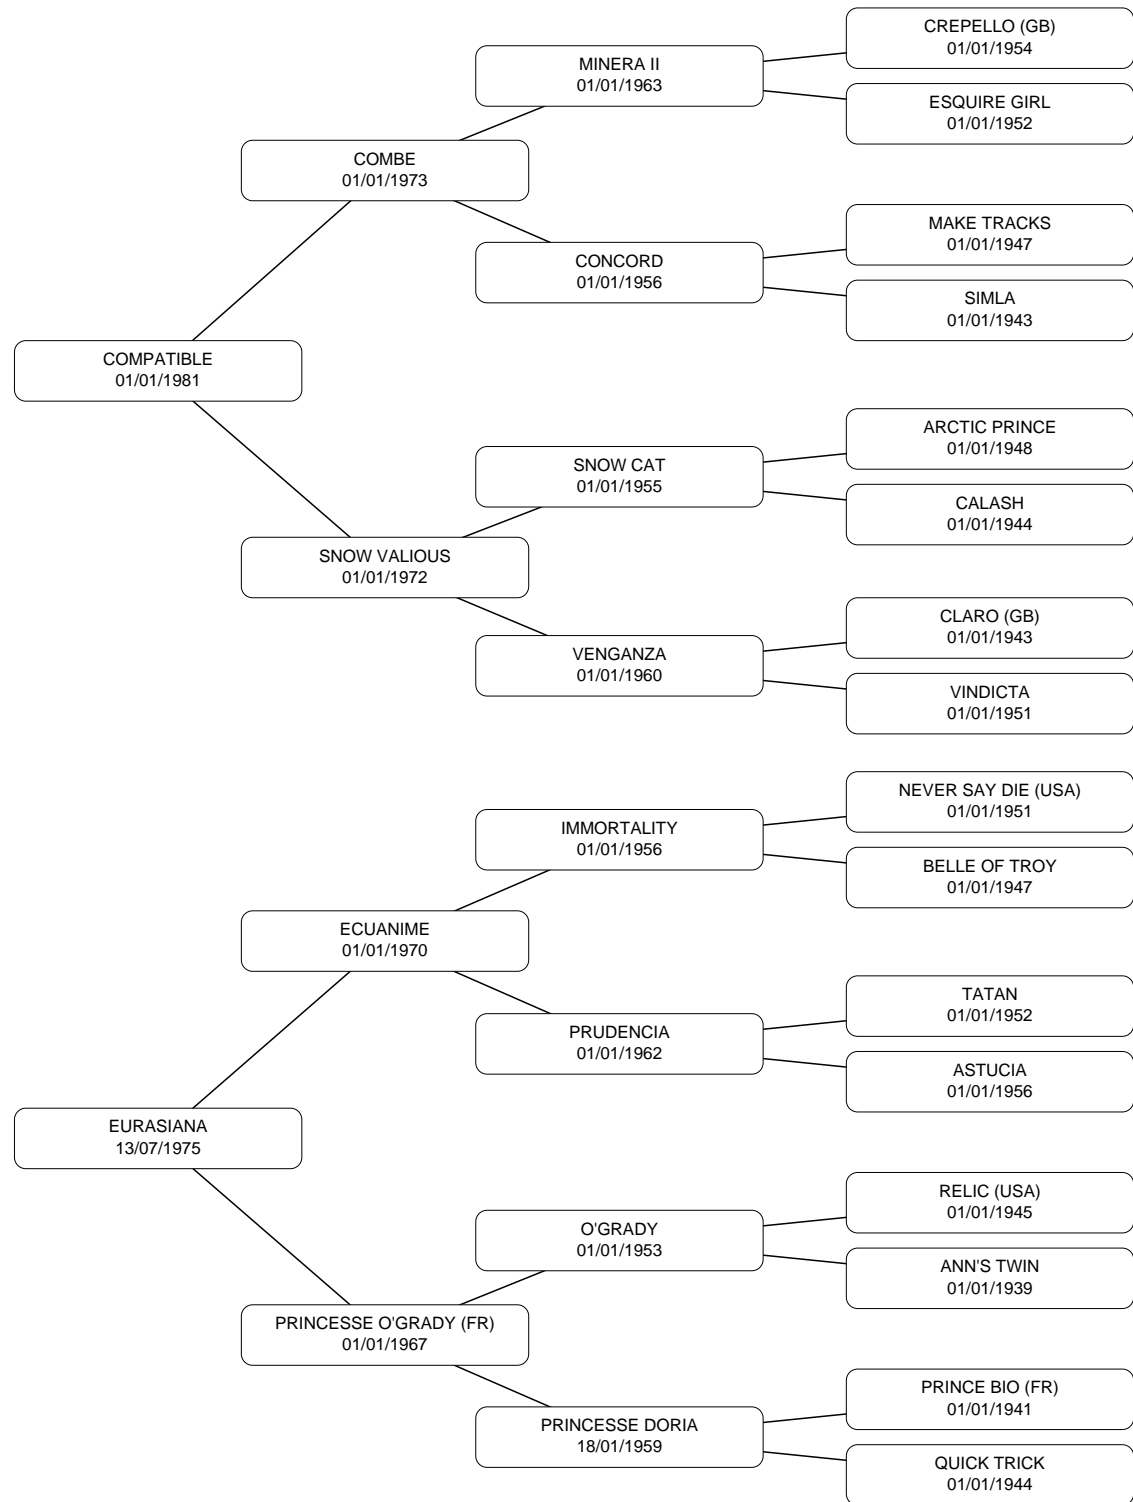 CREPELLO (GB)
01/01/1954
MINERA II
01/01/1963
ESQUIRE GIRL
01/01/1952
COMBE
01/01/1973
MAKE TRACKS
01/01/1947
CONCORD
01/01/1956
SIMLA
01/01/1943
COMPATIBLE
01/01/1981
ARCTIC PRINCE
01/01/1948
SNOW CAT
01/01/1955
CALASH
01/01/1944
SNOW VALIOUS
01/01/1972
CLARO (GB)
01/01/1943
VENGANZA
01/01/1960
VINDICTA
01/01/1951
NEVER SAY DIE (USA)
01/01/1951
IMMORTALITY
01/01/1956
BELLE OF TROY
01/01/1947
ECUANIME
01/01/1970
TATAN
01/01/1952
PRUDENCIA
01/01/1962
ASTUCIA
01/01/1956
EURASIANA
13/07/1975
RELIC (USA)
01/01/1945
O'GRADY
01/01/1953
ANN'S TWIN
01/01/1939
PRINCESSE O'GRADY (FR)
01/01/1967
PRINCE BIO (FR)
01/01/1941
PRINCESSE DORIA
18/01/1959
QUICK TRICK
01/01/1944